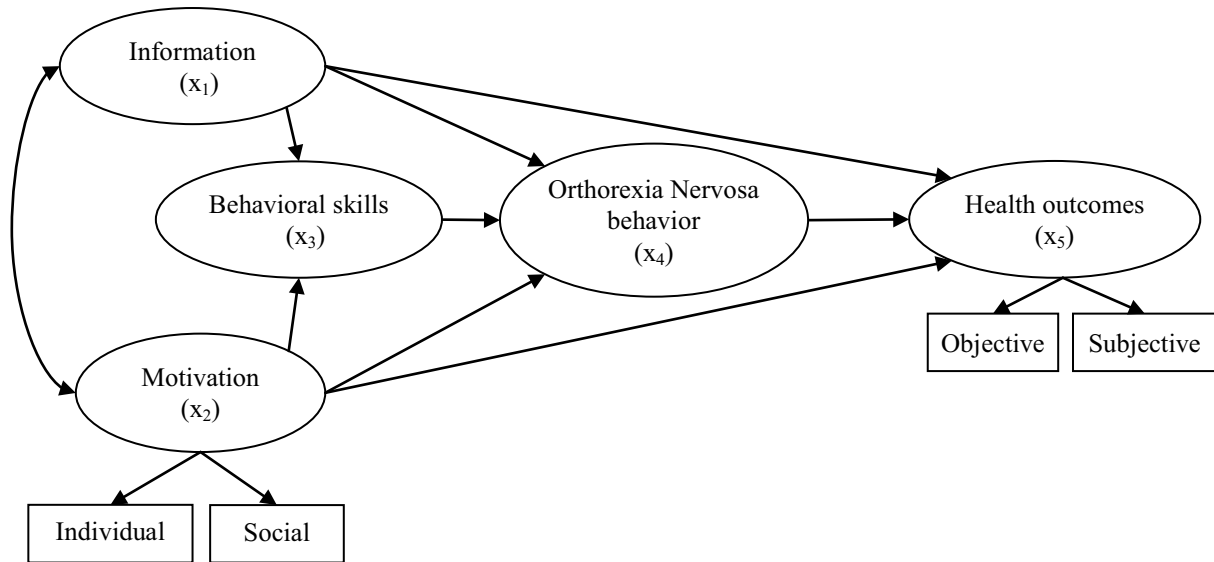 Information
(x₁)
Behavioral skills
(x₃)
Orthorexia Nervosa
behavior
(x₄)
Health outcomes
(x₅)
Objective
Subjective
Motivation
(x₂)
Individual
Social